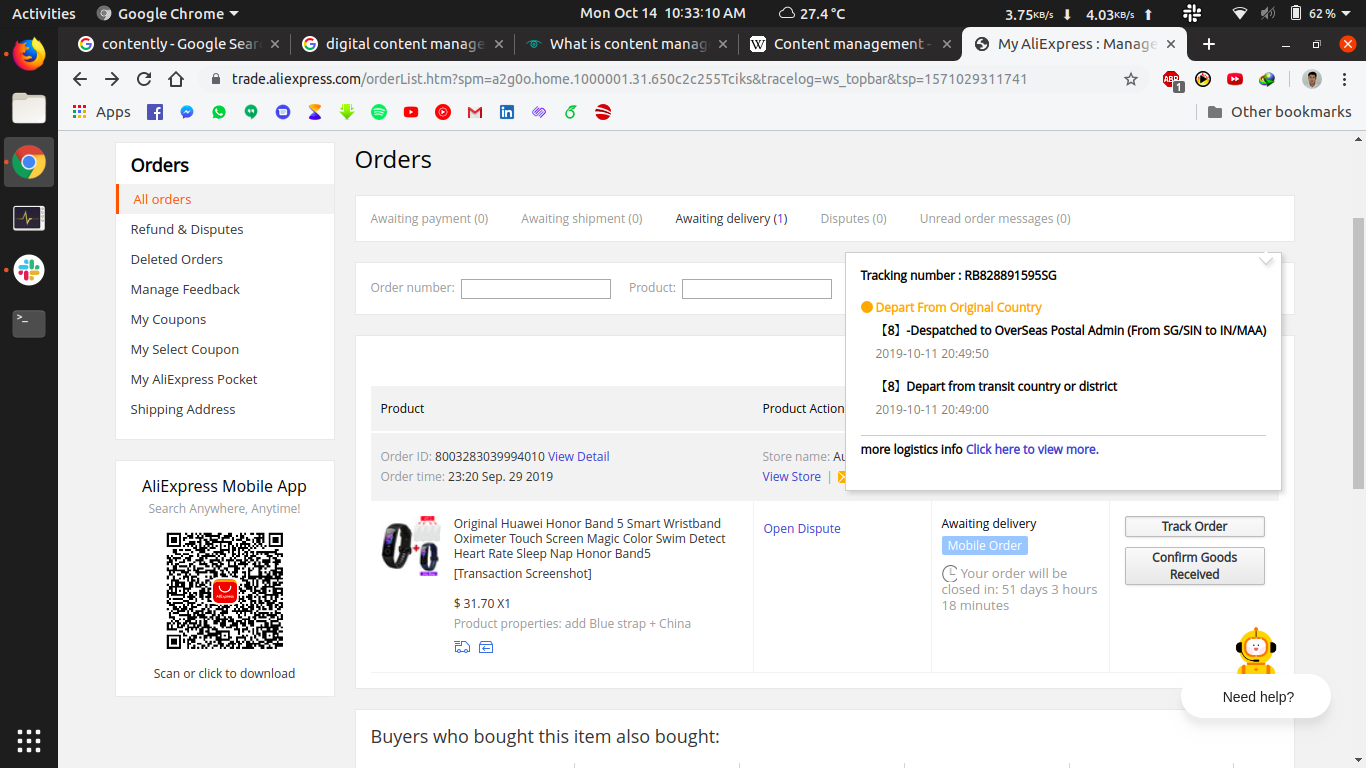 Activities
Google Chrome
Mon Oct 14 10:33:10 AM
27.4 °C
3.75KB/s
4.03KB/s
62 %
contently - Google Sear
digital content manage
What is content manag
Content management -
My AliExpress : Manage
trade.aliexpress.com/orderList.htm?spm=a2g0o.home.1000001.31.650c2c255Tciks&tracelog=ws_topbar&tsp=1571029311741
ABP
1
Apps
Other bookmarks
Orders
All orders
Refund & Disputes
Deleted Orders
Manage Feedback
My Coupons
My Select Coupon
My AliExpress Pocket
Shipping Address
AliExpress Mobile App
Search Anywhere, Anytime!
AliExpress
Scan or click to download
Orders
Awaiting payment (0)
Awaiting shipment (0)
Awaiting delivery (1)
Disputes (0)
Unread order messages (0)
Order number:
Product:
Tracking number : RB828891595SG
Depart From Original Country
【8】-Despatched to OverSeas Postal Admin (From SG/SIN to IN/MAA)
2019-10-11 20:49:50
【8】Depart from transit country or district
2019-10-11 20:49:00
more logistics info Click here to view more.
Product
Product Action
Order ID: 8003283039994010 View Detail
Order time: 23:20 Sep. 29 2019
Store name: Au
View Store |
Original Huawei Honor Band 5 Smart Wristband
Oximeter Touch Screen Magic Color Swim Detect
Heart Rate Sleep Nap Honor Band5
[Transaction Screenshot]
$ 31.70 X1
Product properties: add Blue strap + China
Open Dispute
Awaiting delivery
Mobile Order
Your order will be
closed in: 51 days 3 hours
18 minutes
Track Order
Confirm Goods
Received
Need help?
Buyers who bought this item also bought: